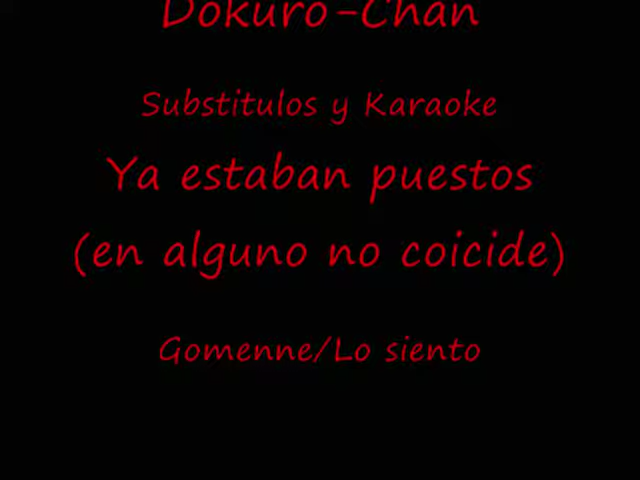 Dokuro-Chan
Substitulos y Karaoke
Ya estaban puestos
(en alguno no coicide)
Gomenne/Lo siento